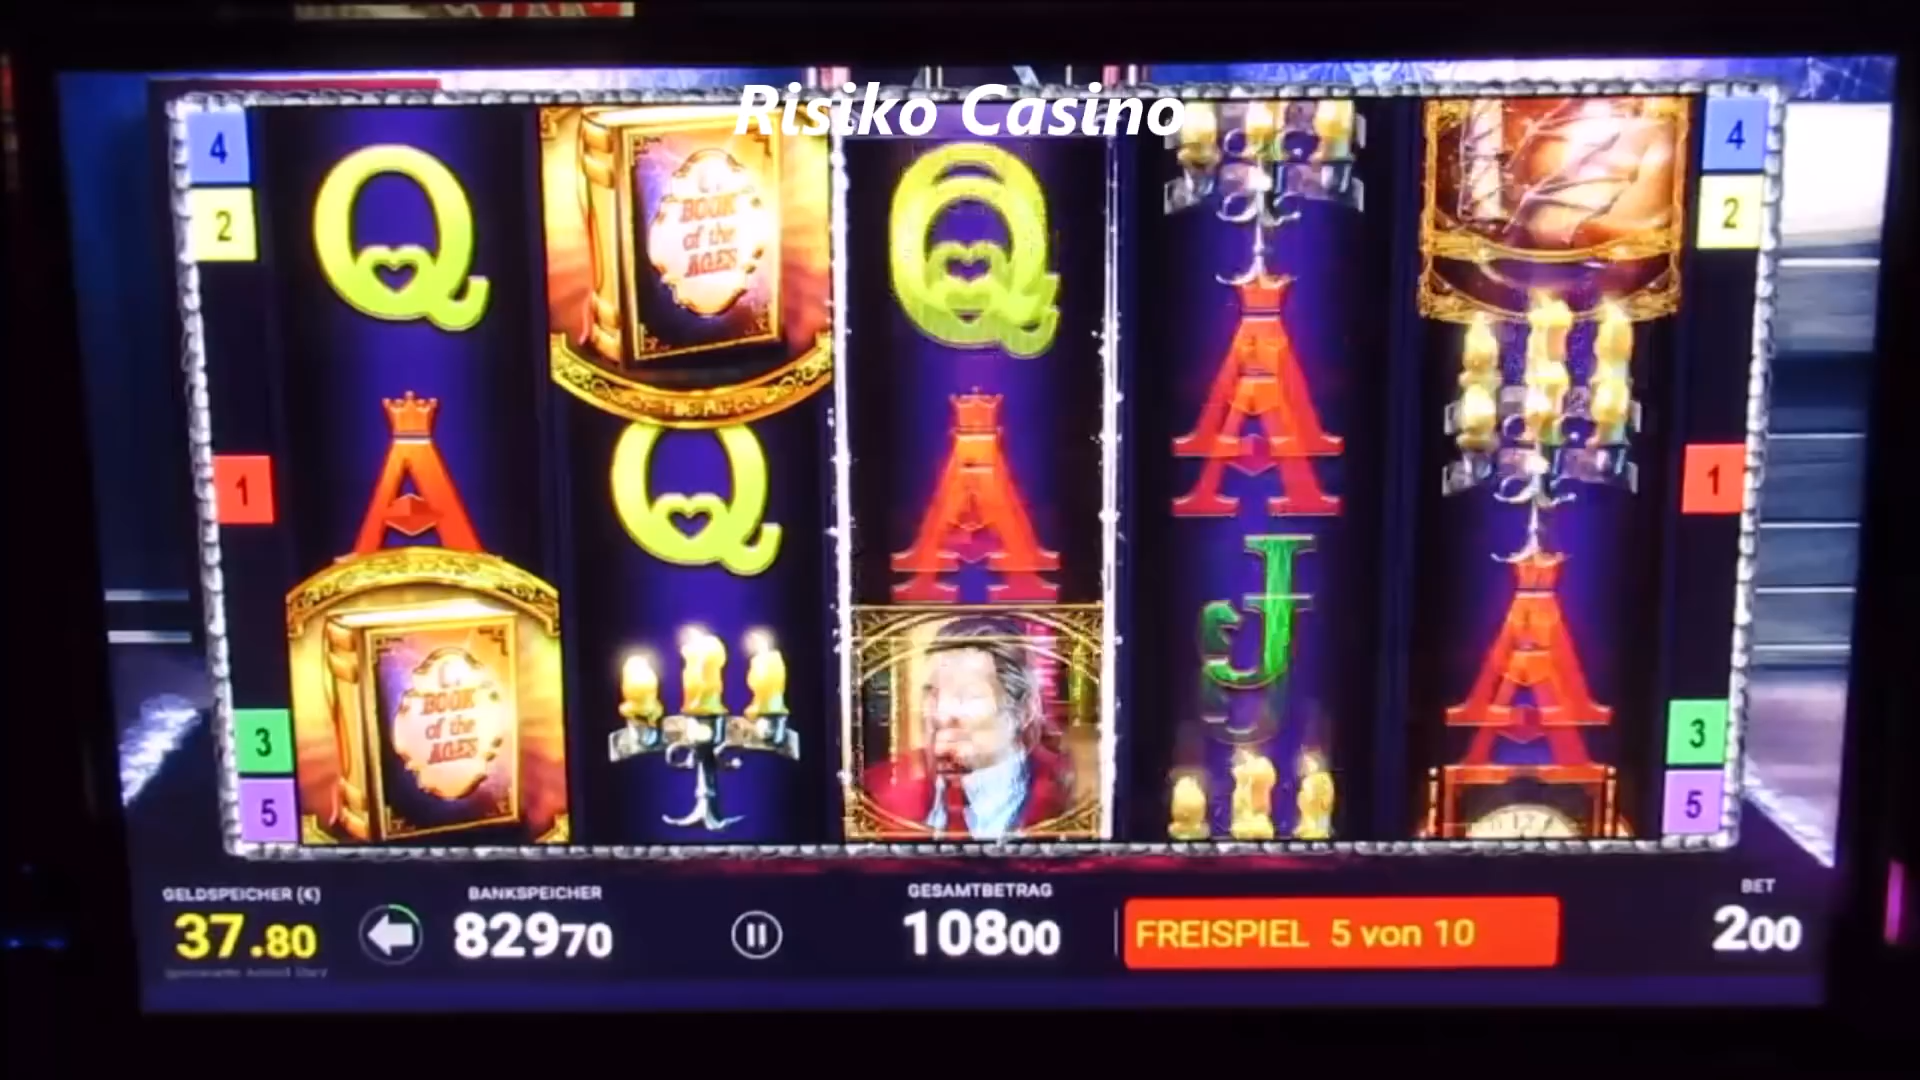 Risiko Casino
4
4
2
2
BOOK
of the
AGES
1
1
BOOK
of the
AGES
3
3
5
5
Q
Q
A
A
A
Q
J
A
GELDSPEICHER (€)
37.80
BANKSPEICHER
82970
GESAMTBETRAG
10800
FREISPIEL 5 von 10
BET
200